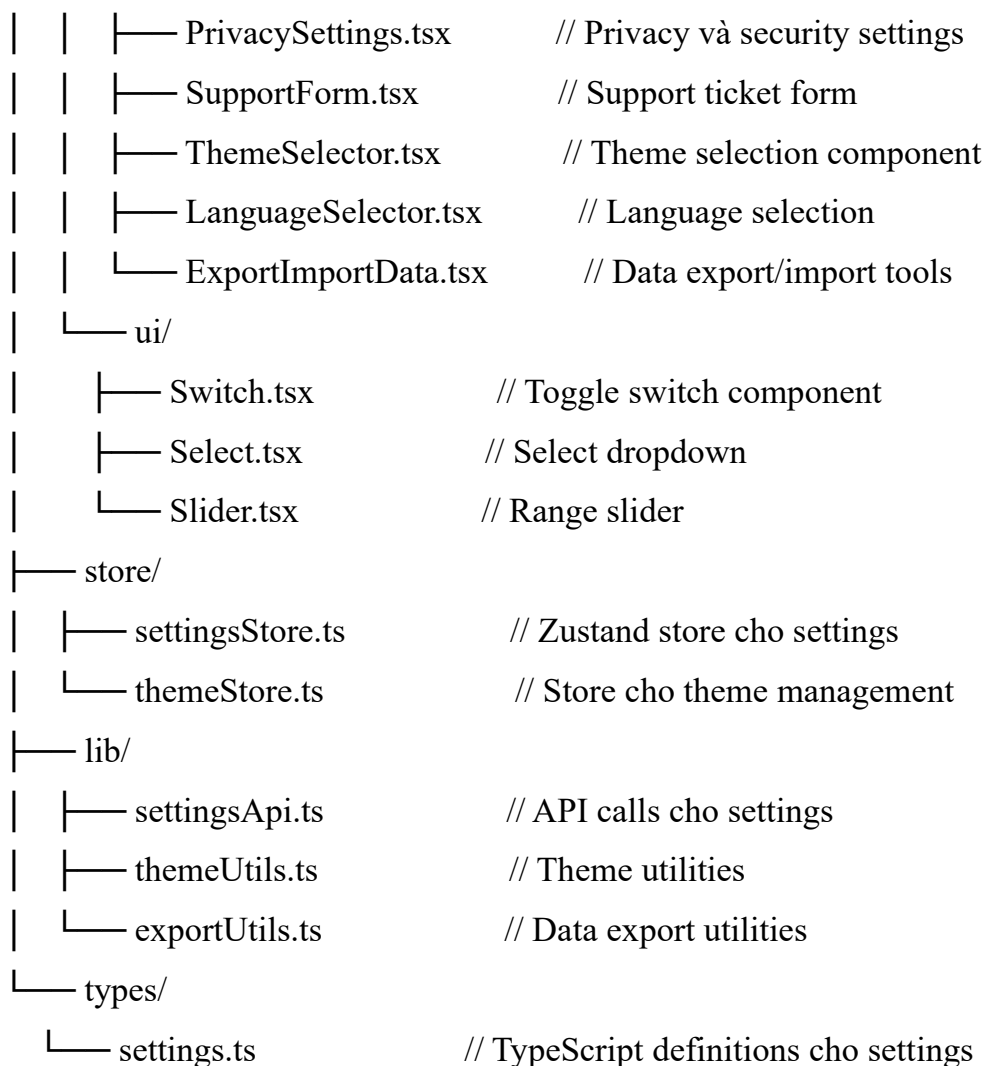 │ │ ├── PrivacySettings.tsx // Privacy và security settings
│ │ ├── SupportForm.tsx // Support ticket form
│ │ ├── ThemeSelector.tsx // Theme selection component
│ │ ├── LanguageSelector.tsx // Language selection
│ │ └── ExportImportData.tsx // Data export/import tools
│ └── ui/
│ ├── Switch.tsx // Toggle switch component
│ ├── Select.tsx // Select dropdown
│ └── Slider.tsx // Range slider
├── store/
│ ├── settingsStore.ts // Zustand store cho settings
│ └── themeStore.ts // Store cho theme management
├── lib/
│ ├── settingsApi.ts // API calls cho settings
│ ├── themeUtils.ts // Theme utilities
│ └── exportUtils.ts // Data export utilities
└── types/
└── settings.ts // TypeScript definitions cho settings